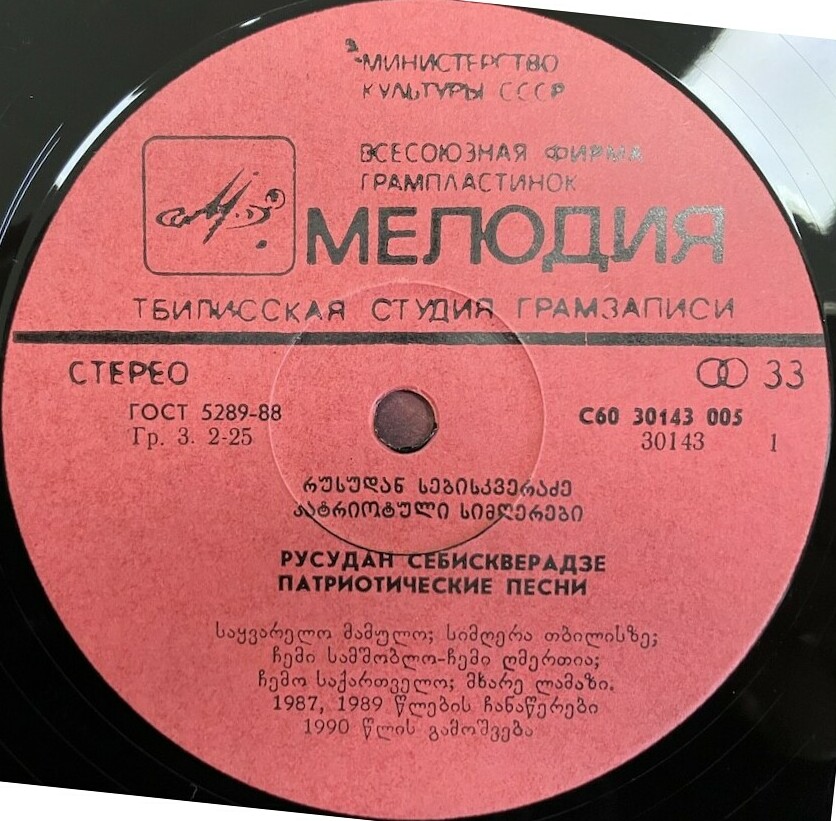 МИНИСТЕРСТВО
КУЛЬТУРЫ СССР
ВСЕСОЮЗНАЯ ФИРМА
ГРАМПЛАСТИНОК
МЕЛОДИЯ
ТБИЛИССКАЯ СТУДИЯ ГРАМЗАПИСИ
СТЕРЕО
33
ГОСТ 5289-88
С60 30143 005
Гр. 3. 2-25
30143 1
რუსუდან სებისკვერაძე
პატრიოტული სიმღერები
РУСУДАН СЕБИСКВЕРАДЗЕ
ПАТРИОТИЧЕСКИЕ ПЕСНИ
საყვარელო მამულო; სიმღერა თბილისზე;
ჩემი სამშობლო-ჩემი ღმერთია;
ჩემო საქართველო; მხარე ლამაზი.
1987, 1989 წლების ჩანაწერები
1990 წლის გამოშვება